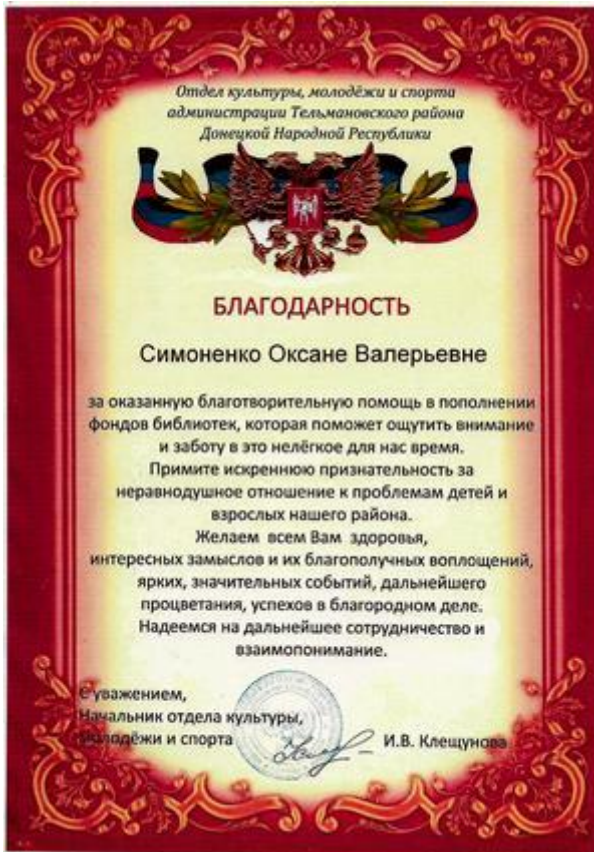 Отдел культуры, молодёжи и спорта
администрации Тельмановского района
Донецкой Народной Республики
БЛАГОДАРНОСТЬ
Симоненко Оксане Валерьевне
за оказанную благотворительную помощь в пополнении
фондов библиотек, которая поможет ощутить внимание
и заботу в это нелёгкое для нас время.
Примите искреннюю признательность за
неравнодушное отношение к проблемам детей и
взрослых нашего района.
Желаем всем Вам здоровья,
интересных замыслов и их благополучных воплощений,
ярких, значительных событий, дальнейшего
процветания, успехов в благородном деле.
Надеемся на дальнейшее сотрудничество и
взаимопонимание.
С уважением,
Начальник отдела культуры,
молодёжи и спорта И.В. Клещунова